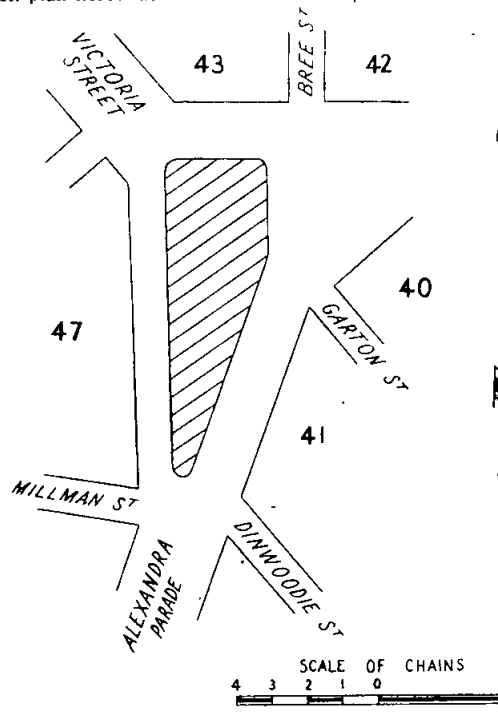 VICTORIA
STREET
43
BREE ST
42
40
GARTON ST
47
41
MILLMAN ST
DINWOODIE ST
ALEXANDRA
PARADE
SCALE OF CHAINS
4 3 2 1 0